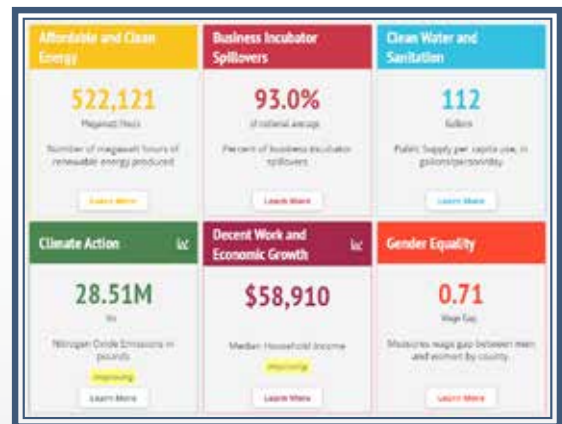 Affordable and Clean
Energy
522,121
Megawatt Hours
Number of megawatt hours of
renewable energy produced
Learn More
Business Incubator
Spillovers
93.0%
of national average
Percent of business incubator
spillovers
Learn More
Clean Water and
Sanitation
112
Gallons
Public Supply per capita use, in
gallons/person/day
Learn More
Climate Action
28.51M
lbs
Nitrogen Oxide Emissions in
pounds
improving
Learn More
Decent Work and
Economic Growth
$58,910
Median Household Income
improving
Learn More
Gender Equality
0.71
Wage Gap
Measures wage gap between men
and women by county
Learn More